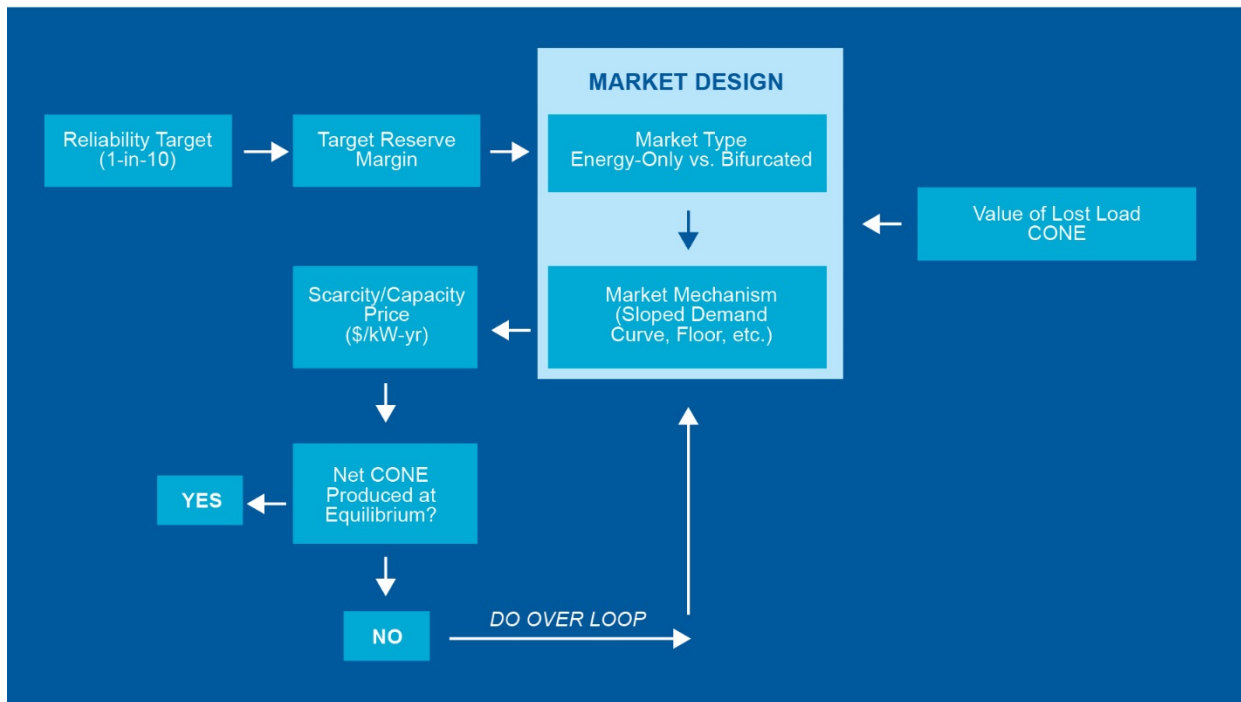 MARKET DESIGN
Reliability Target
(1-in-10)
Target Reserve
Margin
Market Type
Energy-Only vs. Bifurcated
Value of Lost Load
CONE
Scarcity/Capacity
Price
($/kW-yr)
Market Mechanism
(Sloped Demand
Curve, Floor, etc.)
Net CONE
Produced at
Equilibrium?
YES
NO
DO OVER LOOP